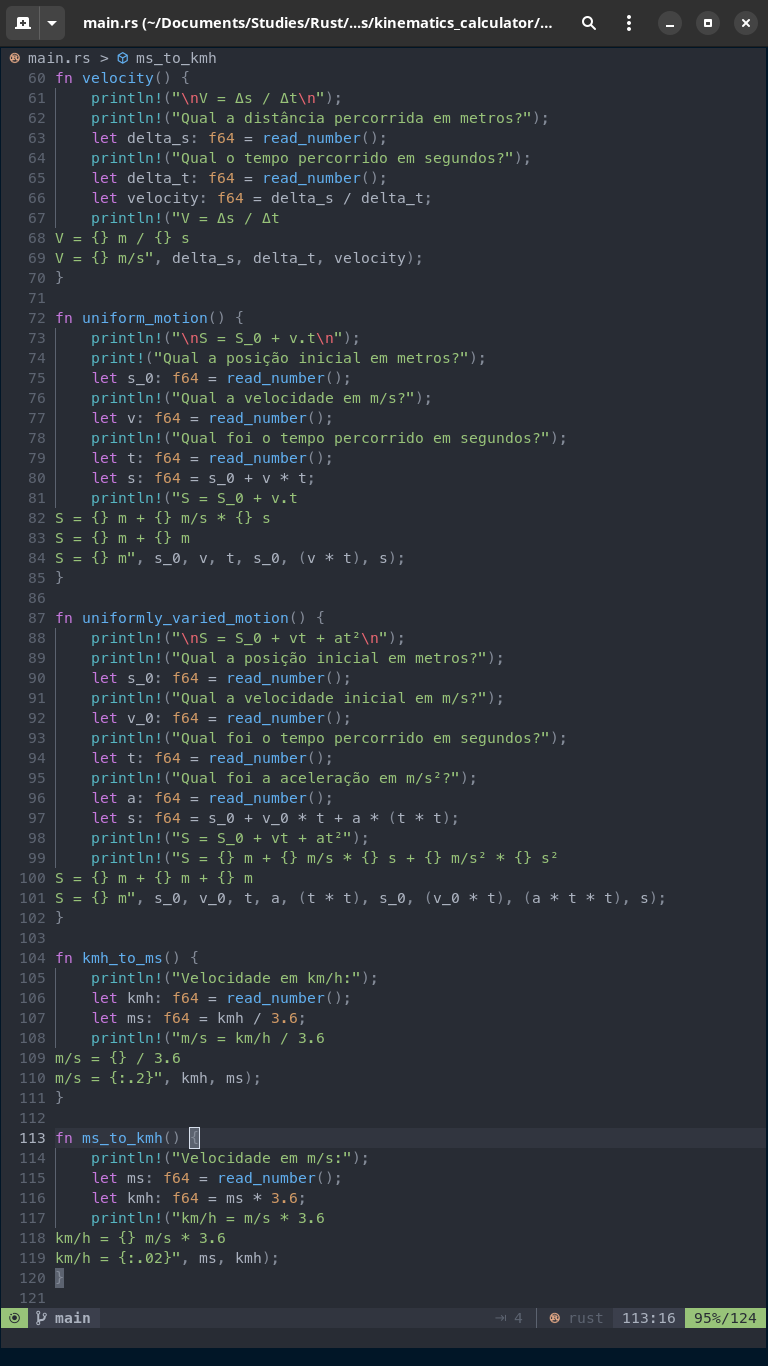 main.rs (~/Documents/Studies/Rust/...s/kinematics_calculator/...
main.rs > ms_to_kmh
60 fn velocity() {
61     println!("\nV = Δs / Δt\n");
62     println!("Qual a distância percorrida em metros?");
63     let delta_s: f64 = read_number();
64     println!("Qual o tempo percorrido em segundos?");
65     let delta_t: f64 = read_number();
66     let velocity: f64 = delta_s / delta_t;
67     println!("V = Δs / Δt
68 V = {} m / {} s
69 V = {} m/s", delta_s, delta_t, velocity);
70 }
71
72 fn uniform_motion() {
73     println!("\nS = S_0 + v.t\n");
74     print!("Qual a posição inicial em metros?");
75     let s_0: f64 = read_number();
76     println!("Qual a velocidade em m/s?");
77     let v: f64 = read_number();
78     println!("Qual foi o tempo percorrido em segundos?");
79     let t: f64 = read_number();
80     let s: f64 = s_0 + v * t;
81     println!("S = S_0 + v.t
82 S = {} m + {} m/s * {} s
83 S = {} m + {} m
84 S = {} m", s_0, v, t, s_0, (v * t), s);
85 }
86
87 fn uniformly_varied_motion() {
88     println!("\nS = S_0 + vt + at²\n");
89     println!("Qual a posição inicial em metros?");
90     let s_0: f64 = read_number();
91     println!("Qual a velocidade inicial em m/s?");
92     let v_0: f64 = read_number();
93     println!("Qual foi o tempo percorrido em segundos?");
94     let t: f64 = read_number();
95     println!("Qual foi a aceleração em m/s²?");
96     let a: f64 = read_number();
97     let s: f64 = s_0 + v_0 * t + a * (t * t);
98     println!("S = S_0 + vt + at²");
99     println!("S = {} m + {} m/s * {} s + {} m/s² * {} s²
100 S = {} m + {} m + {} m
101 S = {} m", s_0, v_0, t, a, (t * t), s_0, (v_0 * t), (a * t * t), s);
102 }
103
104 fn kmh_to_ms() {
105     println!("Velocidade em km/h:");
106     let kmh: f64 = read_number();
107     let ms: f64 = kmh / 3.6;
108     println!("m/s = km/h / 3.6
109 m/s = {} / 3.6
110 m/s = {:.2}", kmh, ms);
111 }
112
113 fn ms_to_kmh() {
114     println!("Velocidade em m/s:");
115     let ms: f64 = read_number();
116     let kmh: f64 = ms * 3.6;
117     println!("km/h = m/s * 3.6
118 km/h = {} m/s * 3.6
119 km/h = {:.02}", ms, kmh);
120 }
121
main ⇥ 4 rust 113:16 95%/124